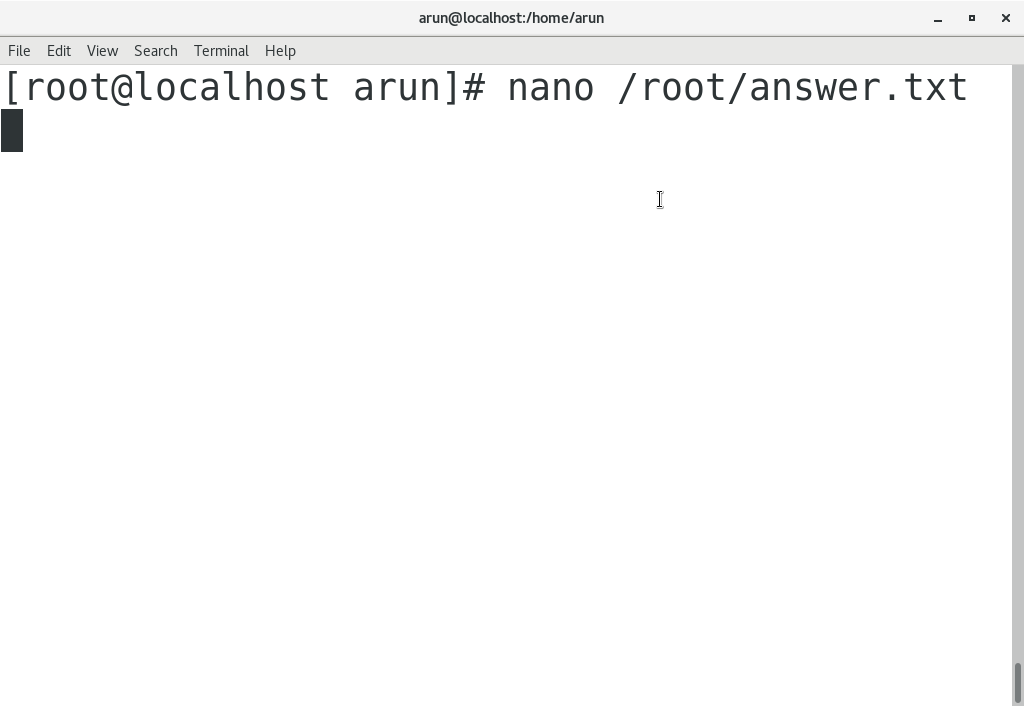 arun@localhost:/home/arun
File Edit View Search Terminal Help
[root@localhost arun]# nano /root/answer.txt